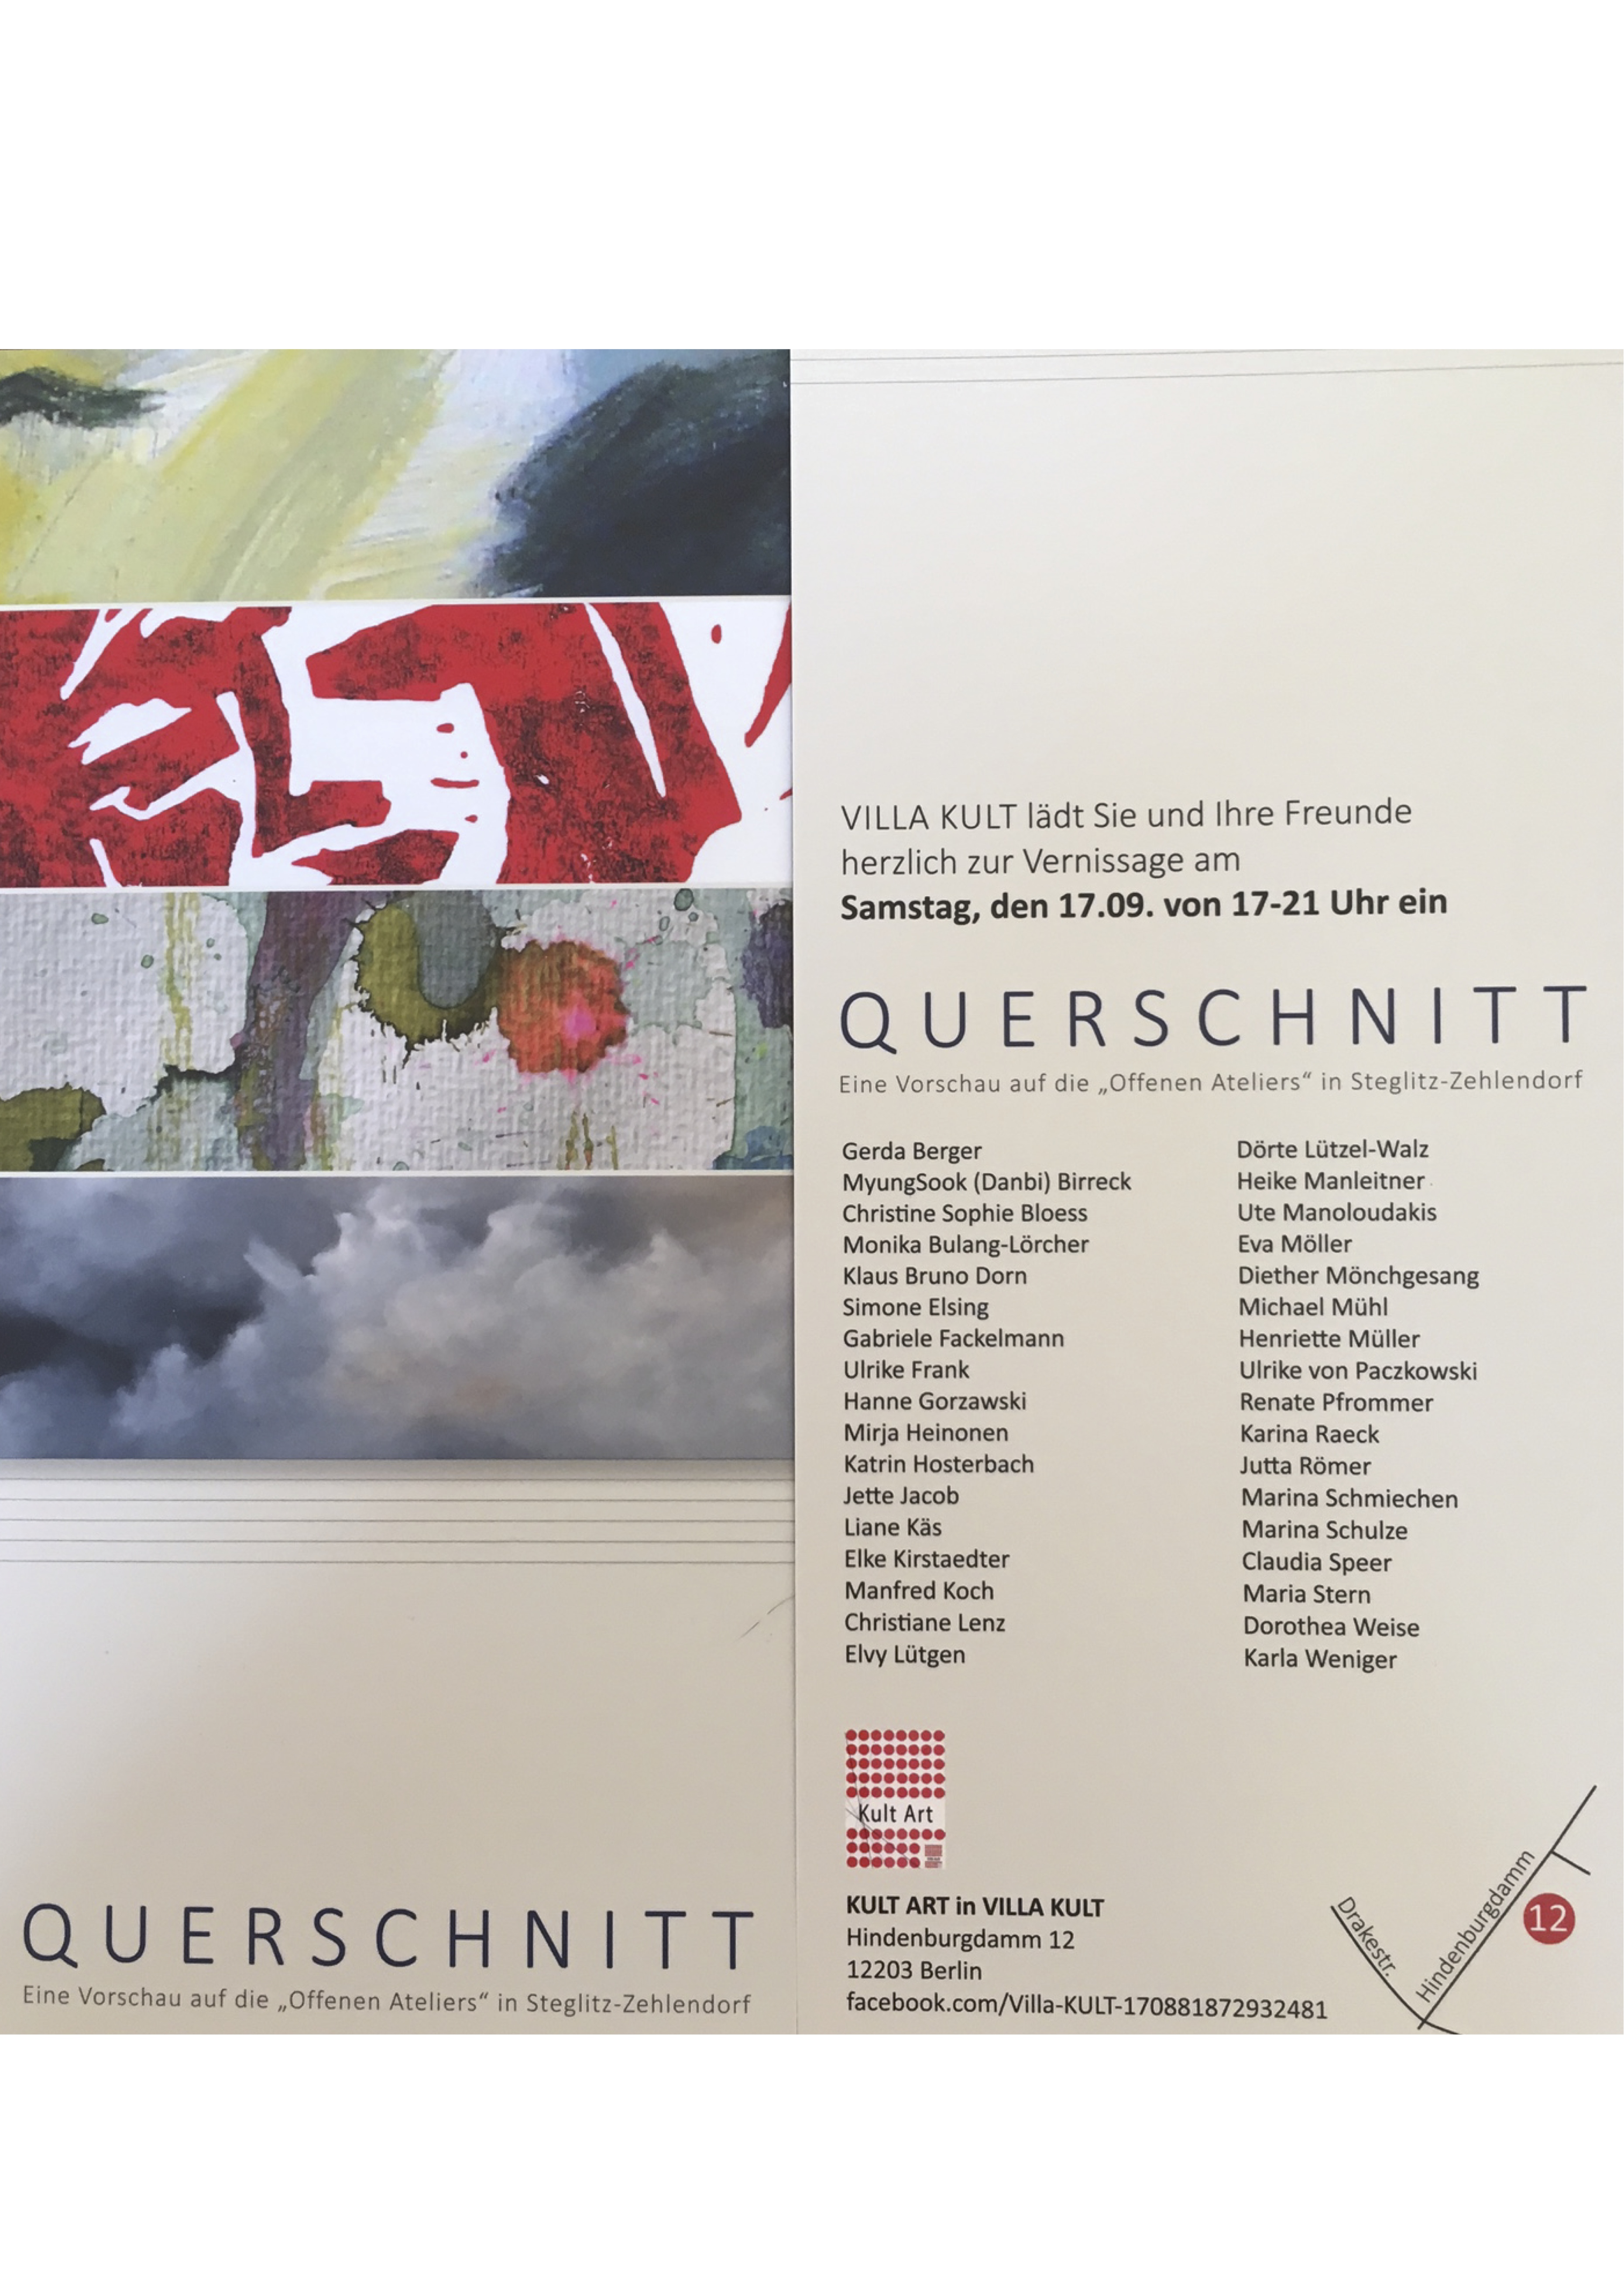 QUERSCHNITT
Eine Vorschau auf die „Offenen Ateliers“ in Steglitz-Zehlendorf
VILLA KULT lädt Sie und Ihre Freunde
herzlich zur Vernissage am
Samstag, den 17.09. von 17-21 Uhr ein
QUERSCHNITT
Eine Vorschau auf die „Offenen Ateliers“ in Steglitz-Zehlendorf
Gerda Berger
MyungSook (Danbi) Birreck
Christine Sophie Bloess
Monika Bulang-Lörcher
Klaus Bruno Dorn
Simone Elsing
Gabriele Fackelmann
Ulrike Frank
Hanne Gorzawski
Mirja Heinonen
Katrin Hosterbach
Jette Jacob
Liane Käs
Elke Kirstaedter
Manfred Koch
Christiane Lenz
Elvy Lütgen
Dörte Lützel-Walz
Heike Manleitner
Ute Manoloudakis
Eva Möller
Diether Mönchgesang
Michael Mühl
Henriette Müller
Ulrike von Paczkowski
Renate Pfrommer
Karina Raeck
Jutta Römer
Marina Schmiechen
Marina Schulze
Claudia Speer
Maria Stern
Dorothea Weise
Karla Weniger
Kult Art
KULT ART in VILLA KULT
Hindenburgdamm 12
12203 Berlin
facebook.com/Villa-KULT-170881872932481
Drakestr.
Hindenburgdamm
12